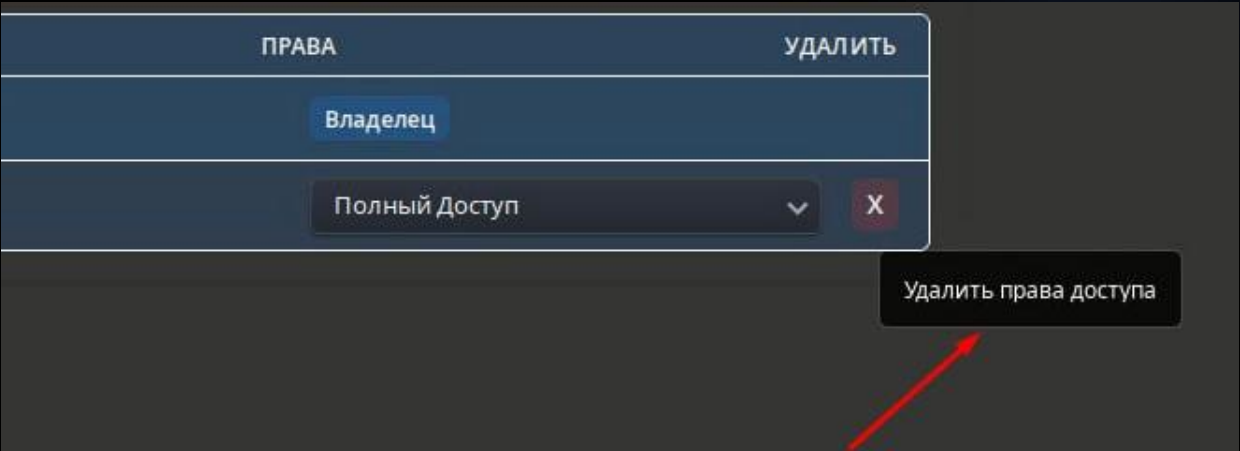 ПРАВА УДАЛИТЬ
Владелец
Полный Доступ X
Удалить права доступа